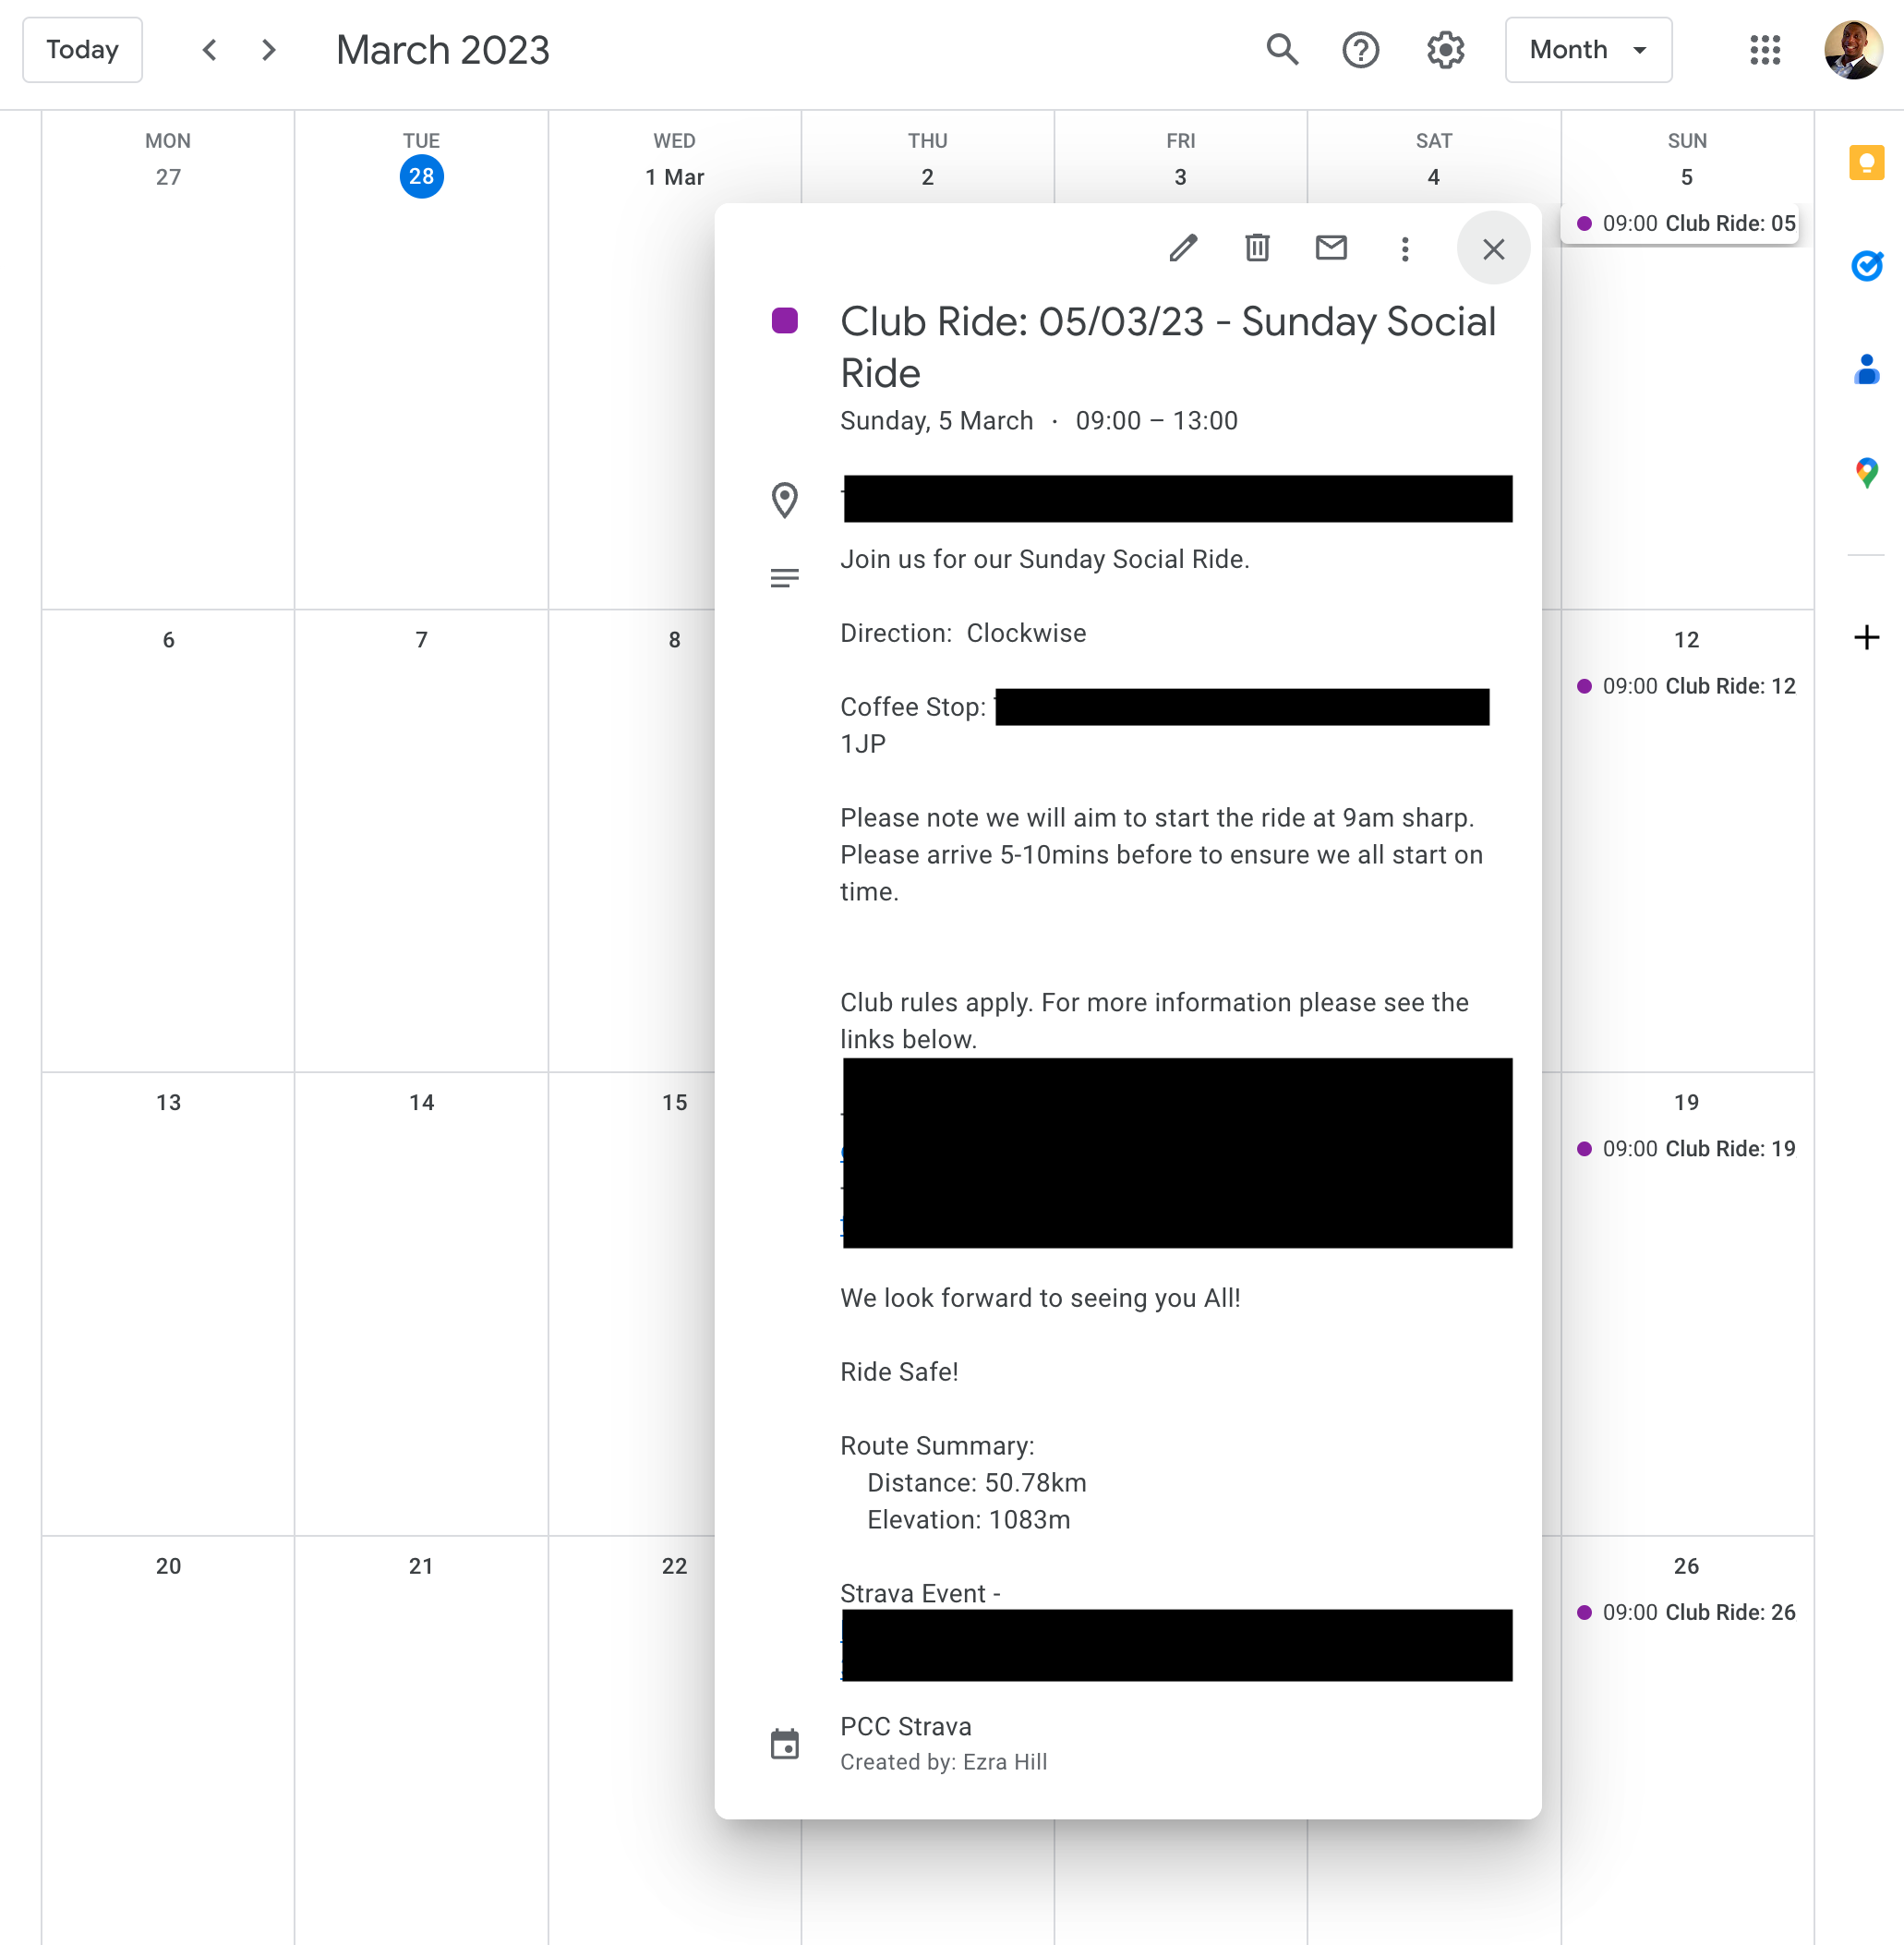 Today
March 2023
Month
MON TUE WED THU FRI SAT SUN
27 28 1 Mar 2 3 4 5
09:00 Club Ride: 05
Club Ride: 05/03/23 - Sunday Social
Ride
Sunday, 5 March · 09:00 – 13:00
Join us for our Sunday Social Ride.
Direction: Clockwise
Coffee Stop:
1JP
Please note we will aim to start the ride at 9am sharp.
Please arrive 5-10mins before to ensure we all start on
time.
Club rules apply. For more information please see the
links below.
We look forward to seeing you All!
Ride Safe!
Route Summary:
Distance: 50.78km
Elevation: 1083m
Strava Event -
PCC Strava
Created by: Ezra Hill
6 7 8 12
09:00 Club Ride: 12
13 14 15 19
09:00 Club Ride: 19
20 21 22 26
09:00 Club Ride: 26